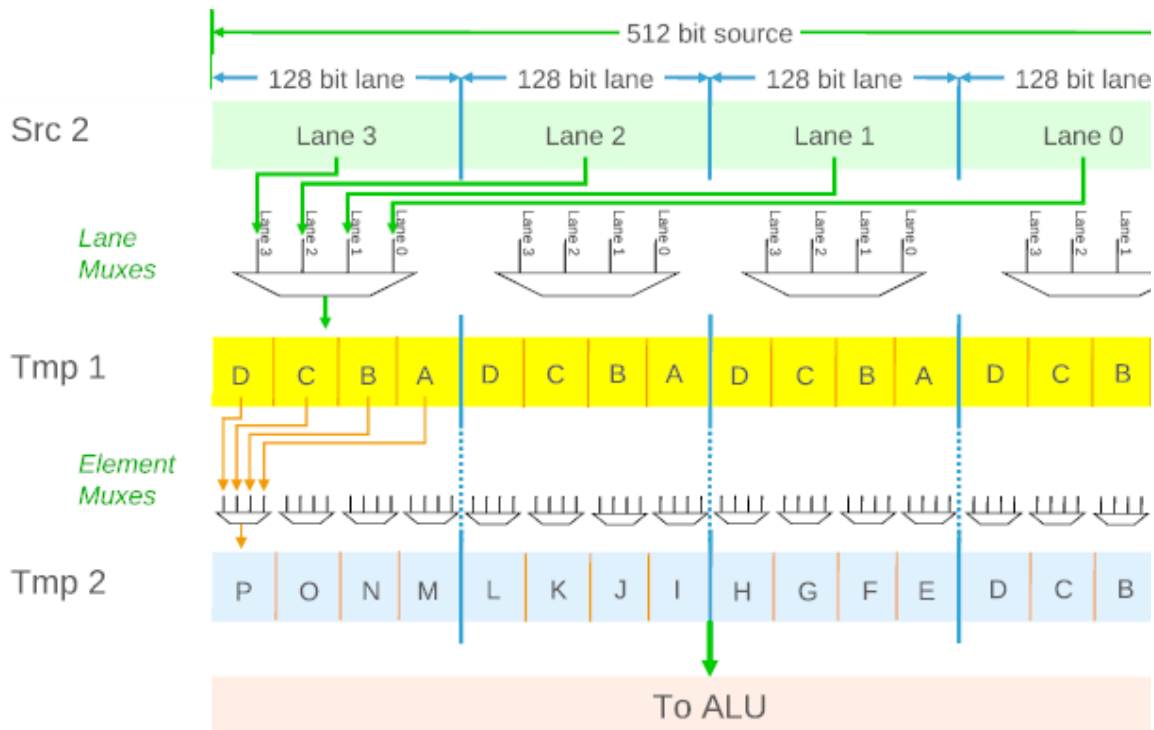 512 bit source
128 bit lane 128 bit lane 128 bit lane 128 bit lane
Src 2 Lane 3 Lane 2 Lane 1 Lane 0
Lane 3 Lane 2 Lane 1 Lane 0 Lane 3 Lane 2 Lane 1 Lane 0 Lane 3 Lane 2 Lane 1 Lane 0 Lane 3 Lane 2 Lane 1
Lane
Muxes
Tmp 1 D C B A D C B A D C B A D C B
Element
Muxes
Tmp 2 P O N M L K J I H G F E D C B
To ALU